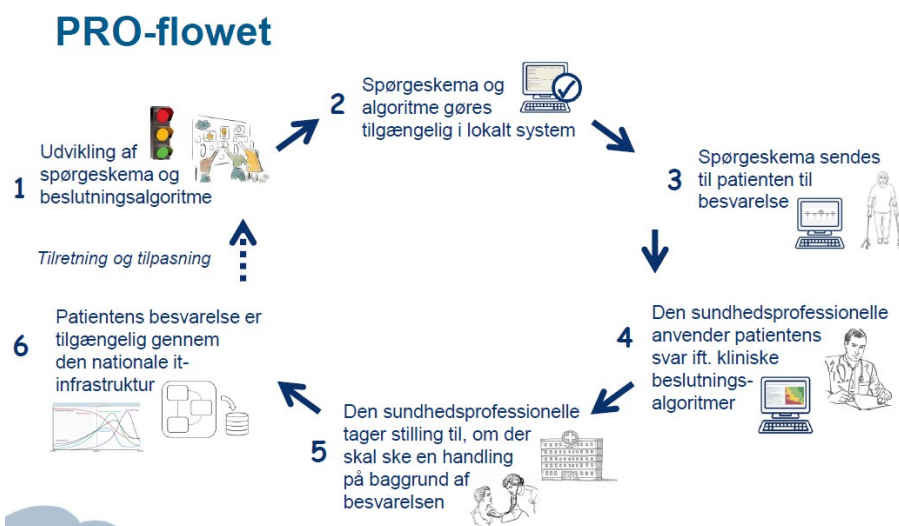 PRO-flowet
1
Udvikling af
spørgeskema og
beslutningsalgoritme
2
Spørgeskema og
algoritme gøres
tilgængelig i lokalt system
3
Spørgeskema sendes
til patienten til
besvarelse
4
Den sundhedsprofessionelle
anvender patientens
svar ift. kliniske
beslutnings-
algoritmer
5
Den sundhedsprofessionelle
tager stilling til, om der
skal ske en handling
på baggrund af
besvarelsen
6
Patientens besvarelse er
tilgængelig gennem
den nationale it-
infrastruktur
Tilretning og tilpasning